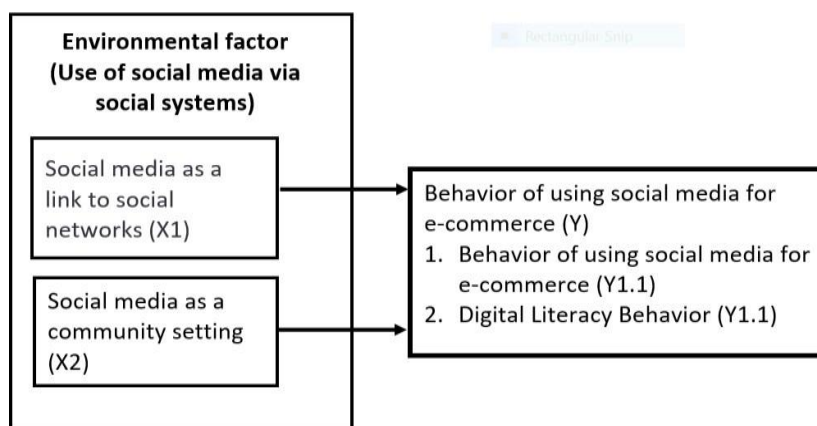 Environmental factor
(Use of social media via
social systems)
Rectangular Snip
Social media as a
link to social
networks (X1)
Social media as a
community setting
(X2)
Behavior of using social media for
e-commerce (Y)
1. Behavior of using social media for
e-commerce (Y1.1)
2. Digital Literacy Behavior (Y1.1)